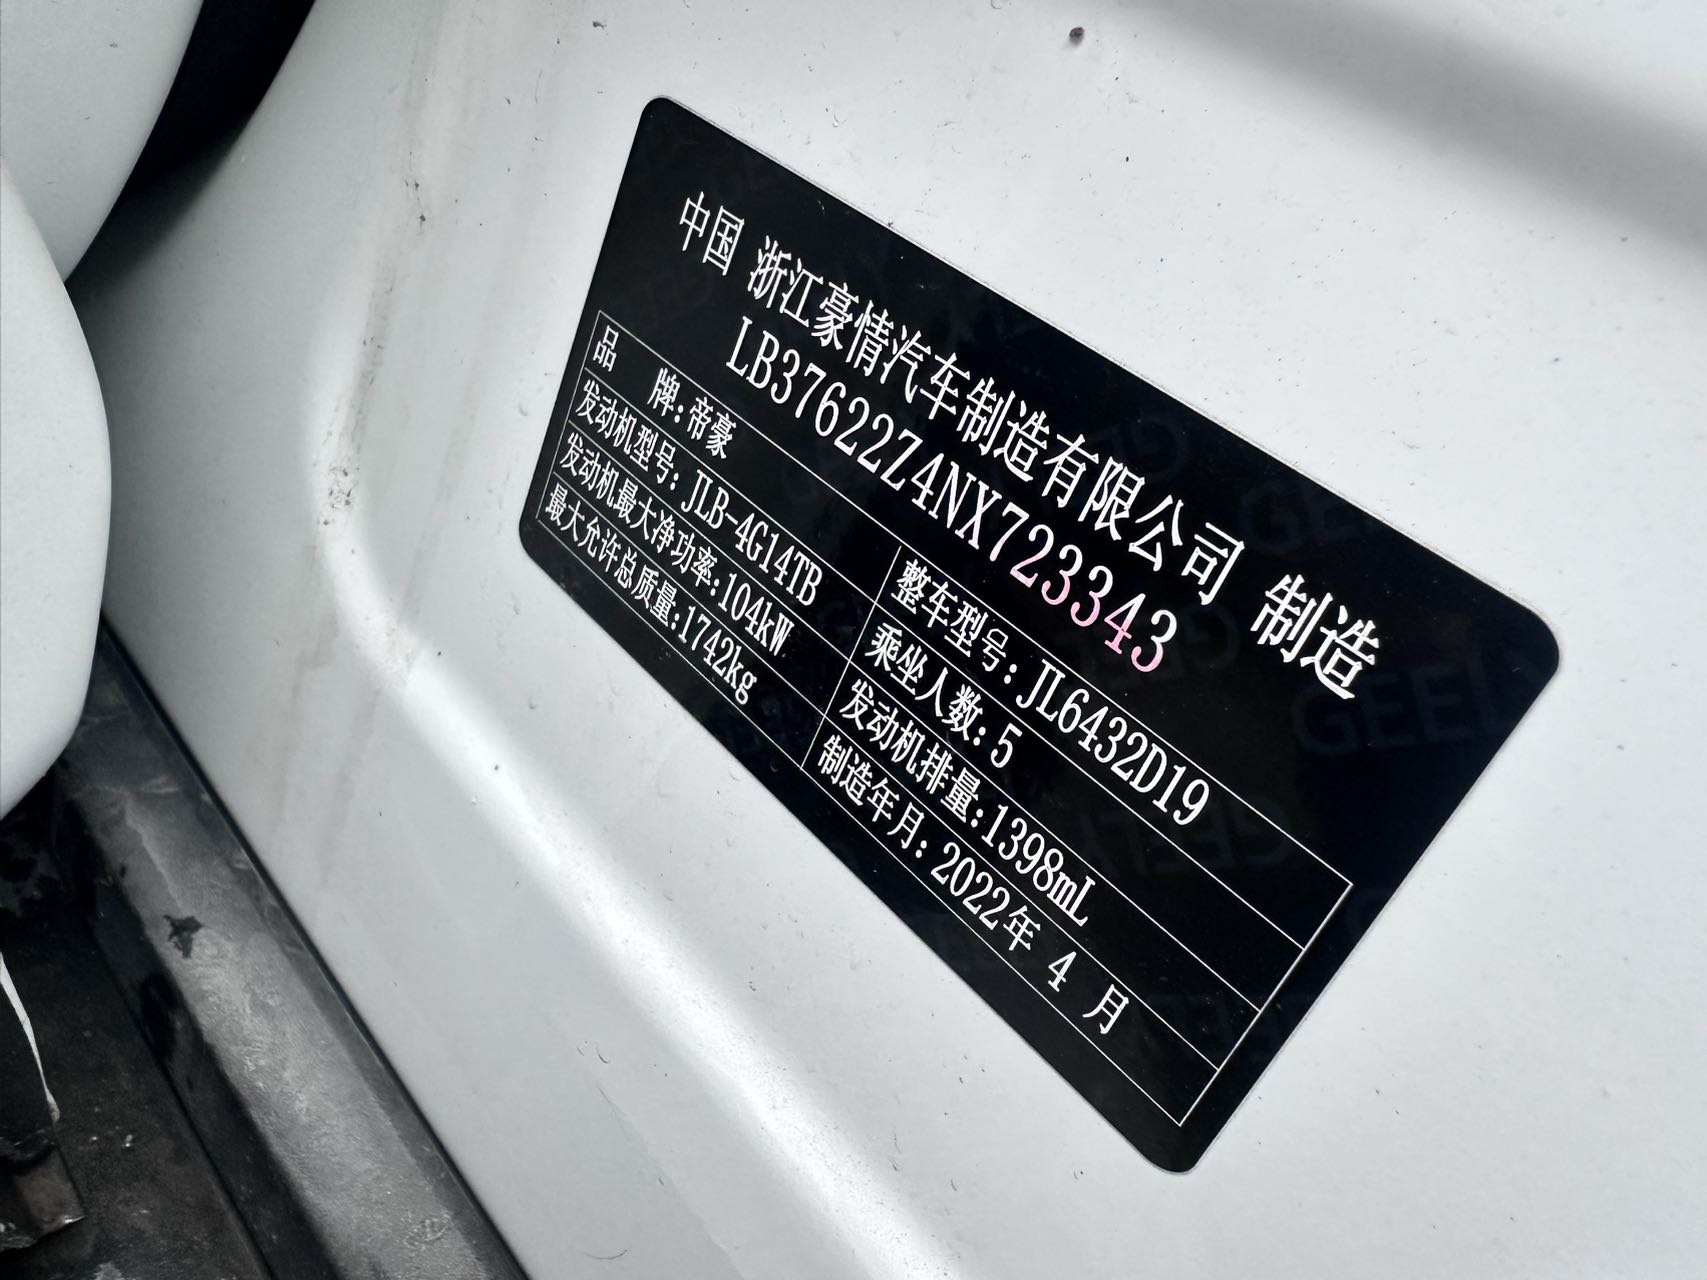 中国 浙江豪情汽车制造有限公司 制造
LB37622Z4NX723343
品 牌:帝豪
整车型号:JL6432D19
发动机型号:JLB-4G14TB
乘坐人数:5
发动机最大净功率:104kW
发动机排量:1398mL
最大允许总质量:1742kg
制造年月:2022年 4 月